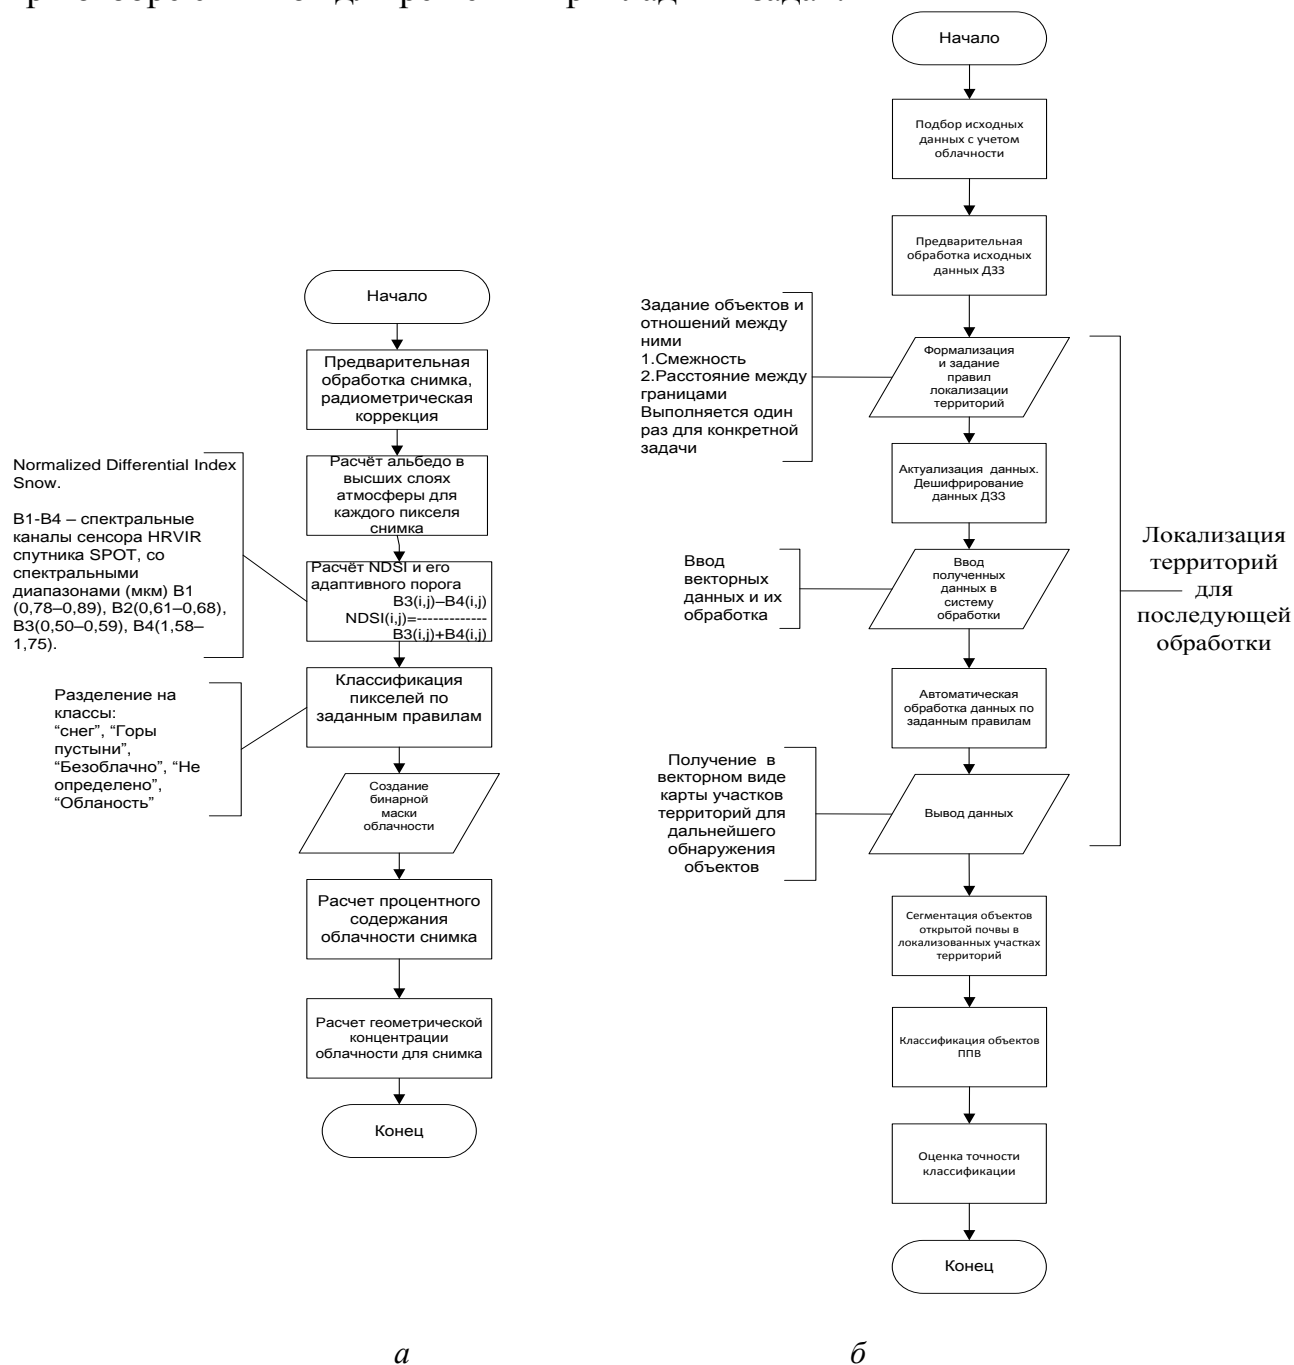 Начало
Предварительная
обработка снимка,
радиометрическая
коррекция
Расчёт альбедо в
высших слоях
атмосферы для
каждого пикселя
снимка
Normalized Differential Index
Snow.
B1-B4 – спектральные
каналы сенсора HRVIR
спутника SPOT, со
спектральными
диапазонами (мкм) B1
(0,78–0,89), B2(0,61–0,68),
B3(0,50–0,59), B4(1,58–
1,75).
Расчёт NDSI и его
адаптивного порога
B3(i,j)–B4(i,j)
NDSI(i,j)=-------------
B3(i,j)+B4(i,j)
Классификация
пикселей по
заданным правилам
Разделение на
классы:
“снег”, “Горы
пустыни”,
“Безоблачно”, “Не
определено”,
“Обланость”
Создание
бинарной
маски
облачности
Расчет процентного
содержания
облачности снимка
Расчет геометрической
концентрации
облачности для снимка
Конец
а
Начало
Подбор исходных
данных с учетом
облачности
Предварительная
обработка исходных
данных ДЗЗ
Задание объектов и
отношений между
ними
1.Смежность
2.Расстояние между
границами
Выполняется один
раз для конкретной
задачи
Формализация
и задание
правил
локализации
территорий
Актуализация данных.
Дешифрирование
данных ДЗЗ
Ввод
векторных
данных и их
обработка
Ввод
полученных
данных в
систему
обработки
Локализация
территорий
для
последующей
обработки
Автоматическая
обработка данных по
заданным правилам
Получение в
векторном виде
карты участков
территорий для
дальнейшего
обнаружения
объектов
Вывод данных
Сегментация объектов
открытой почвы в
локализованных участках
территорий
Классификация объектов
ППВ
Оценка точности
классификации
Конец
б